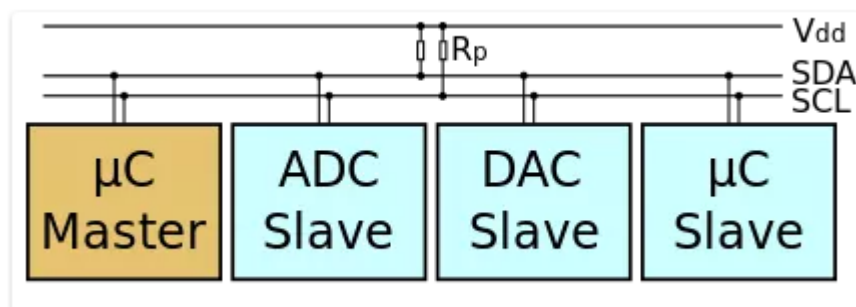 Vdd
Rp
SDA
SCL
µC
Master
ADC
Slave
DAC
Slave
µC
Slave